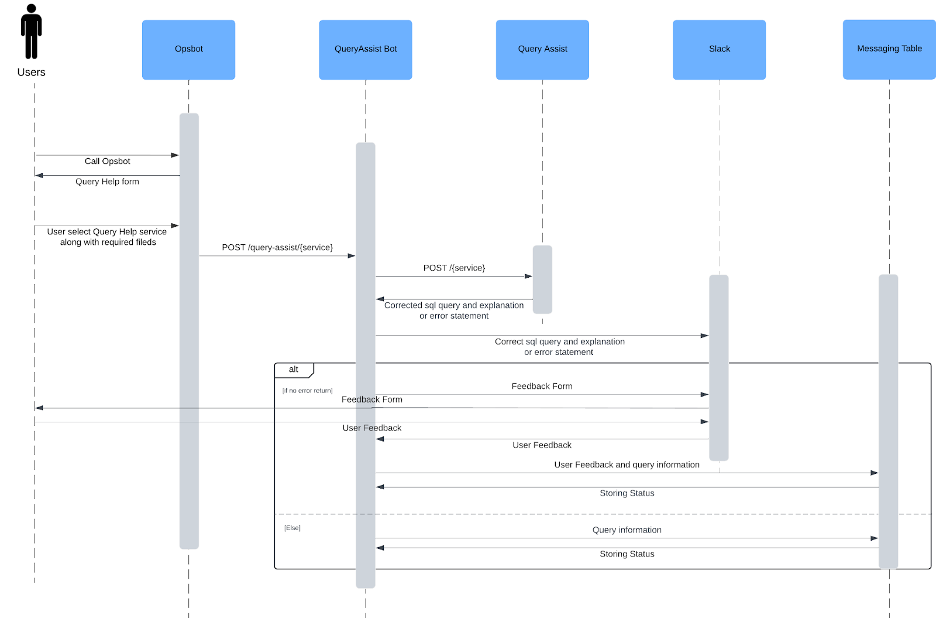 Users
Opsbot
QueryAssist Bot
Query Assist
Slack
Messaging Table
Call Opsbot
Query Help form
User select Query Help service
along with required fileds
POST /query-assist/{service}
POST /{service}
Corrected sql query and explanation
or error statement
Correct sql query and explanation
or error statement
alt
[if no error return]
Feedback Form
Feedback Form
User Feedback
User Feedback
User Feedback and query information
Storing Status
[Else]
Query information
Storing Status